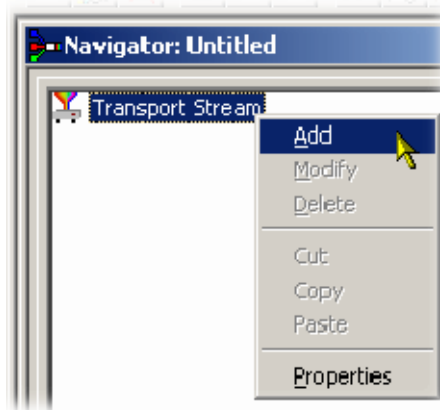 Navigator: Untitled
Transport Stream
Add
Modify
Delete
Cut
Copy
Paste
Properties